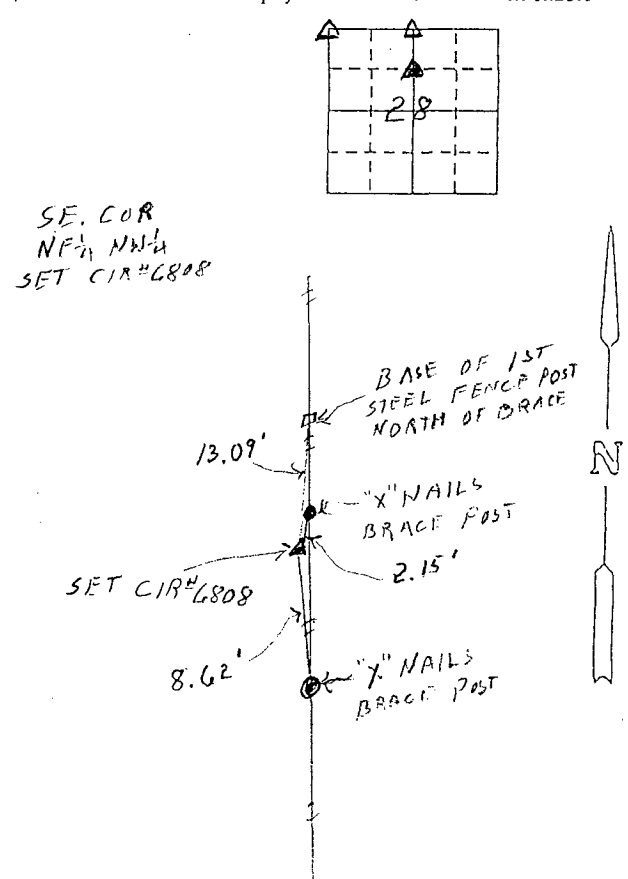 28
SE. COR
NE¼ NW¼
SET CIR#6808
BASE OF 1ST
STEEL FENCE POST
NORTH OF BRACE
13.09'
N
"X" NAILS
BRACE POST
2.15'
SET CIR#6808
8.62'
"X" NAILS
BRACE POST